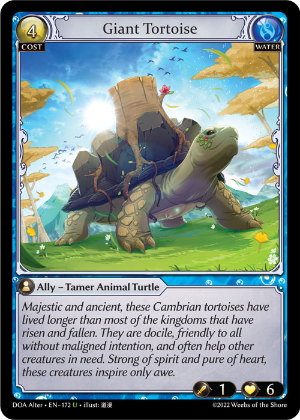 4
Giant Tortoise
COST
WATER
Ally – Tamer Animal Turtle
Majestic and ancient, these Cambrian tortoises have
lived longer than most of the kingdoms that have
risen and fallen. They are docile, friendly to all
without maligned intention, and often help other
creatures in need. Strong of spirit and pure of heart,
these creatures inspire only awe.
1
6
DOA Alter • EN-172 U • illust:
©2022 Weebs of the Shore